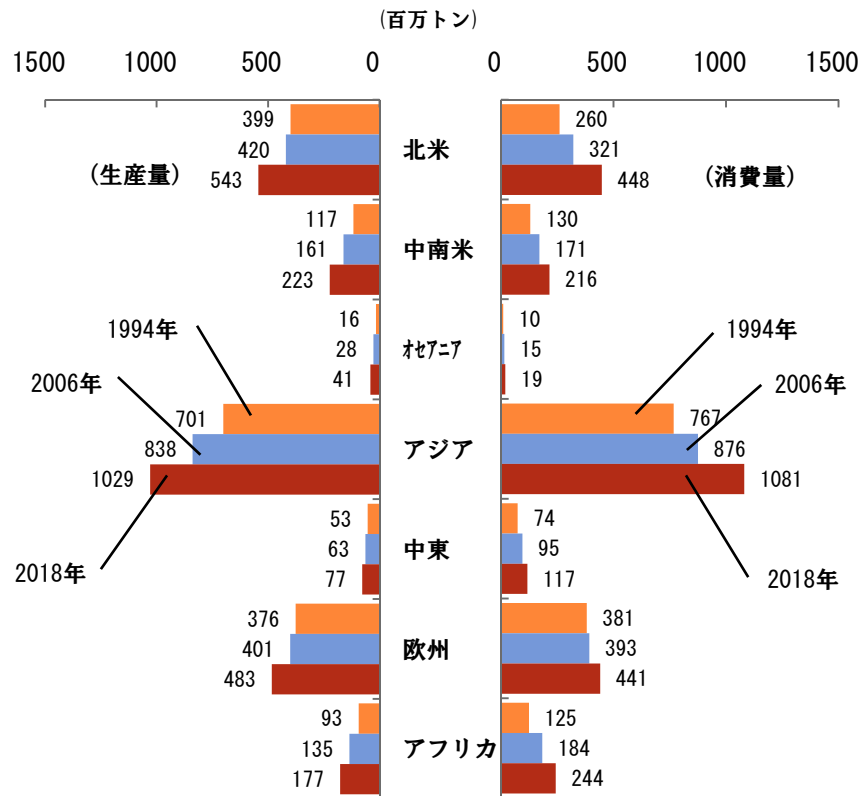 (百万トン)
1500 1000 500 0 0 500 1000 1500
399 260
420 北米 321
(生産量) 543 448 (消費量)
117 130
161 中南米 171
223 216
16 10
1994年 28 オセアニア 15 1994年
41 19
2006年 2006年
701 767
838 アジア 876
1029 1081
53 74
63 中東 95
2018年 77 117 2018年
376 381
401 欧州 393
483 441
93 125
135 アフリカ 184
177 244